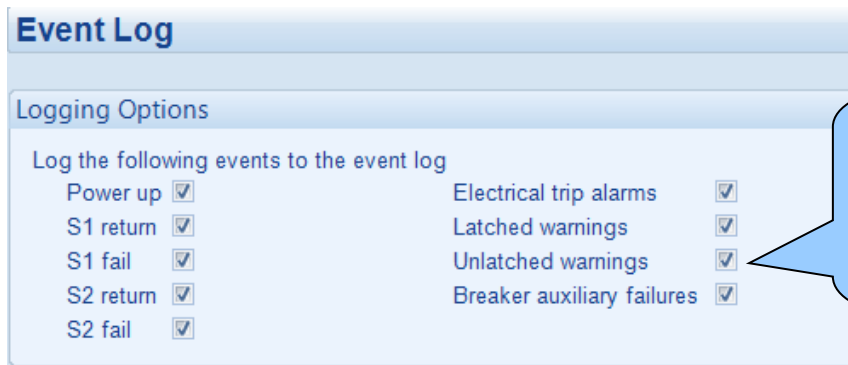 Event Log
Logging Options
Log the following events to the event log
Power up
S1 return
S1 fail
S2 return
S2 fail
Electrical trip alarms
Latched warnings
Unlatched warnings
Breaker auxiliary failures